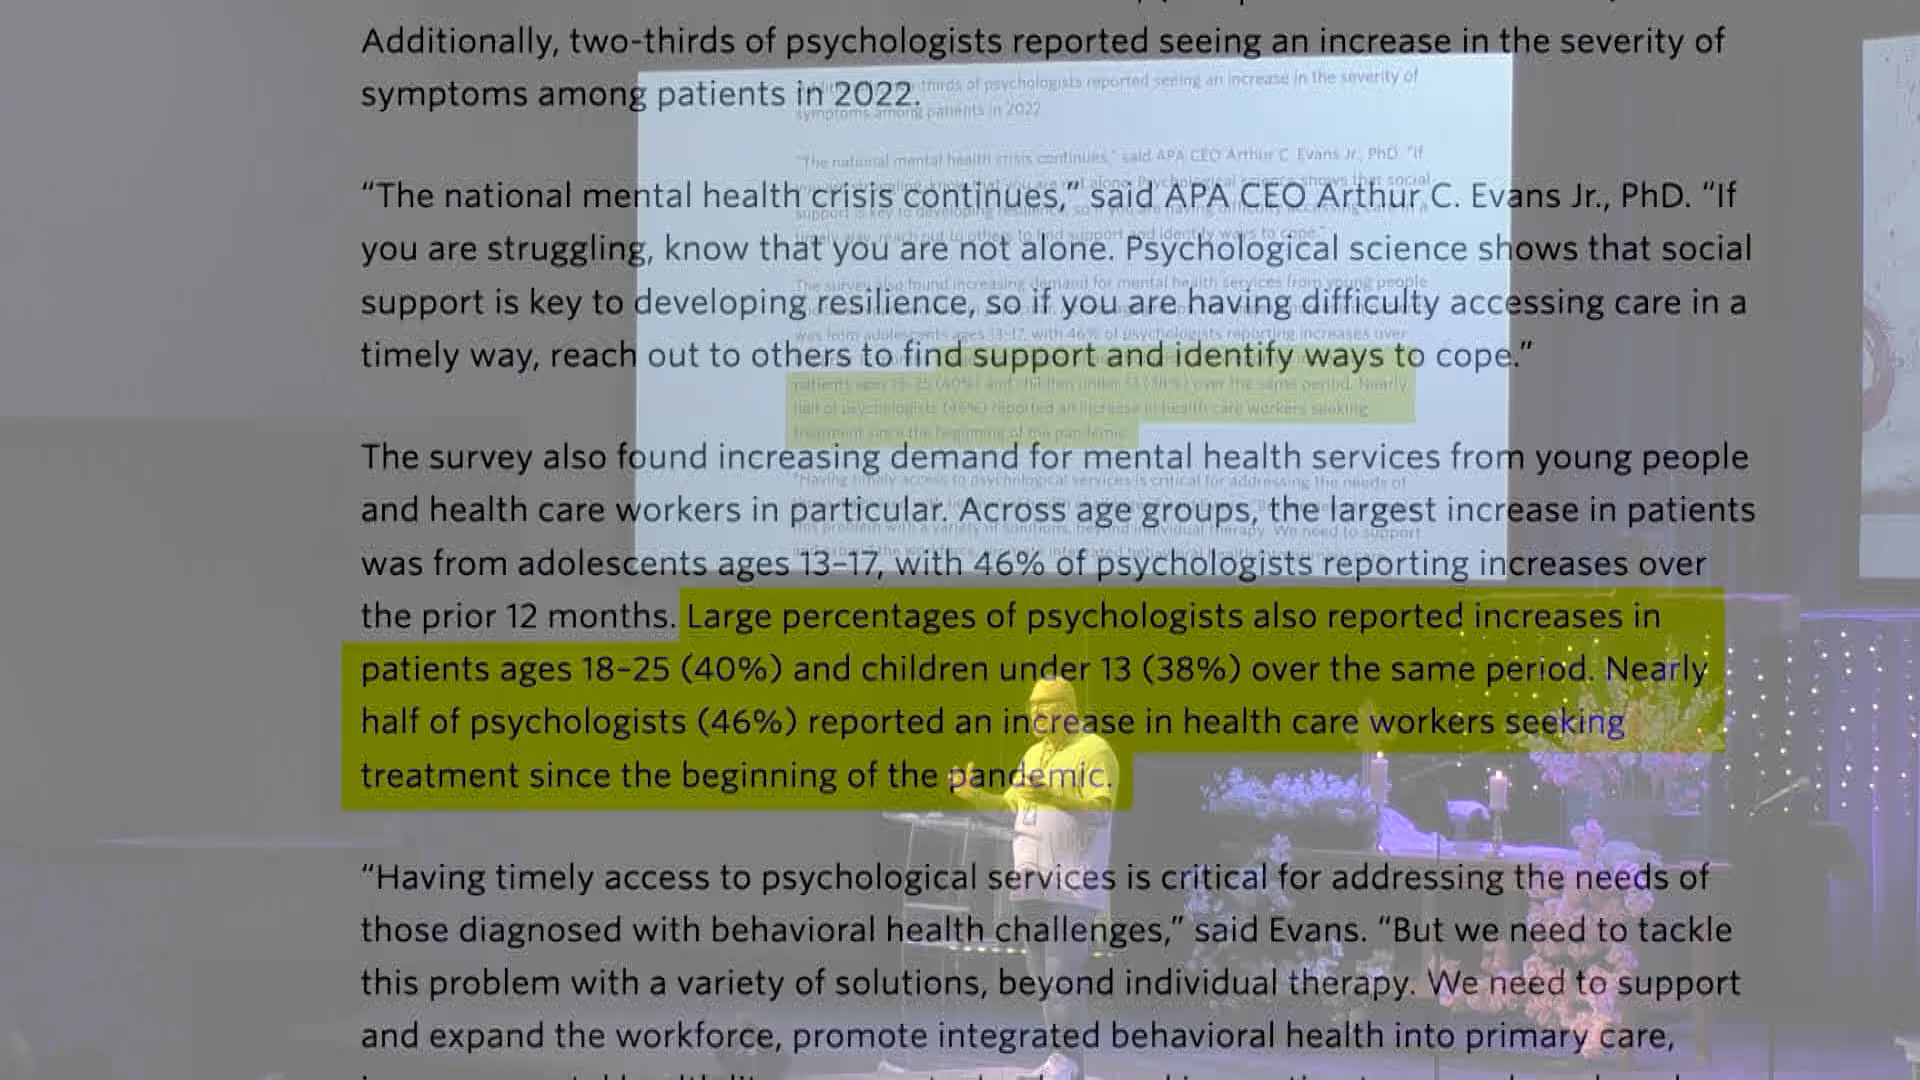 Additionally, two-thirds of psychologists reported seeing an increase in the severity of
symptoms among patients in 2022.
“The national mental health crisis continues,” said APA CEO Arthur C. Evans Jr., PhD. “If
you are struggling, know that you are not alone. Psychological science shows that social
support is key to developing resilience, so if you are having difficulty accessing care in a
timely way, reach out to others to find support and identify ways to cope.”
The survey also found increasing demand for mental health services from young people
and health care workers in particular. Across age groups, the largest increase in patients
was from adolescents ages 13–17, with 46% of psychologists reporting increases over
the prior 12 months. Large percentages of psychologists also reported increases in
patients ages 18–25 (40%) and children under 13 (38%) over the same period. Nearly
half of psychologists (46%) reported an increase in health care workers seeking
treatment since the beginning of the pandemic.
“Having timely access to psychological services is critical for addressing the needs of
those diagnosed with behavioral health challenges,” said Evans. “But we need to tackle
this problem with a variety of solutions, beyond individual therapy. We need to support
and expand the workforce, promote integrated behavioral health into primary care,